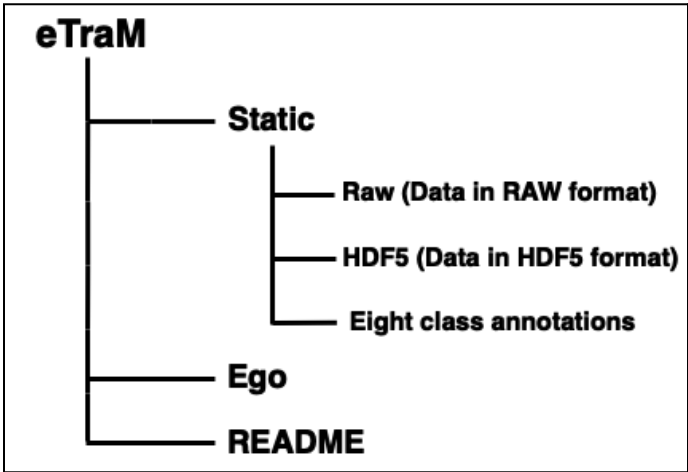 eTraM
Static
Raw (Data in RAW format)
HDF5 (Data in HDF5 format)
Eight class annotations
Ego
README